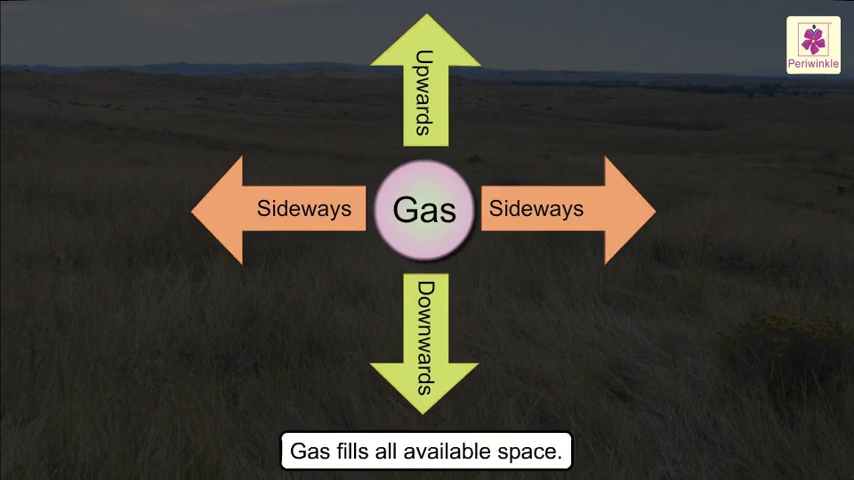 Upwards
Periwinkle
Sideways
Gas
Sideways
Downwards
Gas fills all available space.